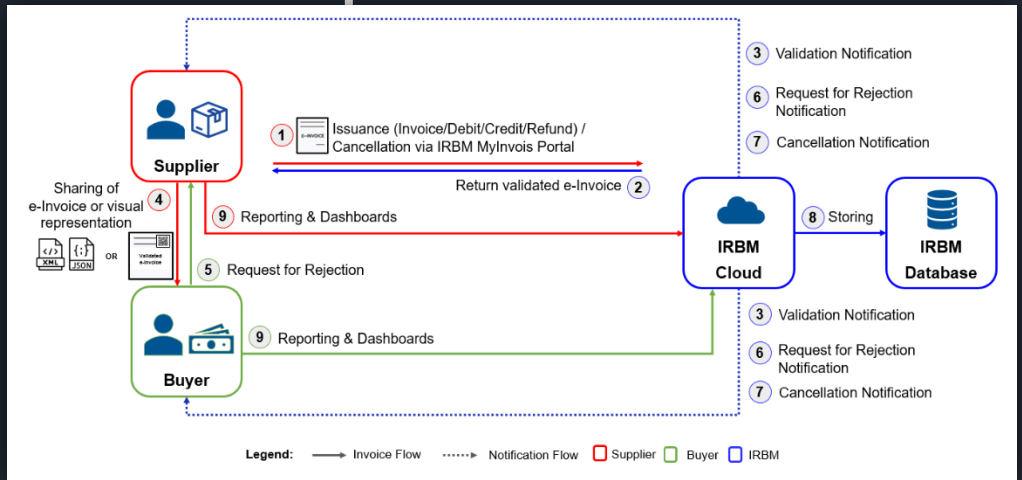 3 Validation Notification
6 Request for Rejection
Notification
7 Cancellation Notification
Supplier
1 Issuance (Invoice/Debit/Credit/Refund) /
Cancellation via IRBM MyInvois Portal
E-INVOICE
Return validated e-Invoice 2
Sharing of
e-Invoice or visual
representation
4
XML
{;}
JSON
OR
Validated
e-Invoice
9 Reporting & Dashboards
5 Request for Rejection
IRBM
Cloud
8 Storing
IRBM
Database
Buyer
9 Reporting & Dashboards
3 Validation Notification
6 Request for Rejection
Notification
7 Cancellation Notification
Legend: Invoice Flow Notification Flow Supplier Buyer IRBM